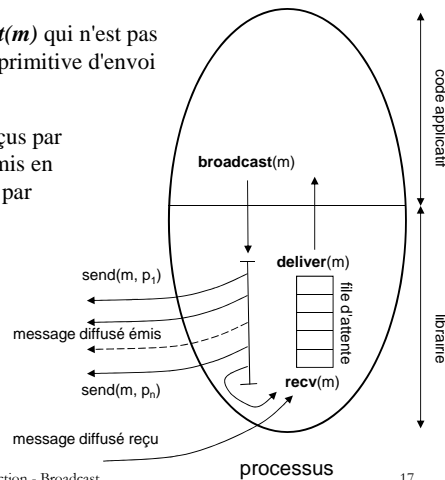 t(m) qui n'est pas
primitive d'envoi
çus par
mis en
par
broadcast(m)
deliver(m)
send(m, p1)
message diffusé émis
send(m, pn)
recv(m)
file d'attente
message diffusé reçu
processus
code applicatif
librairie
ction - Broadcast
17